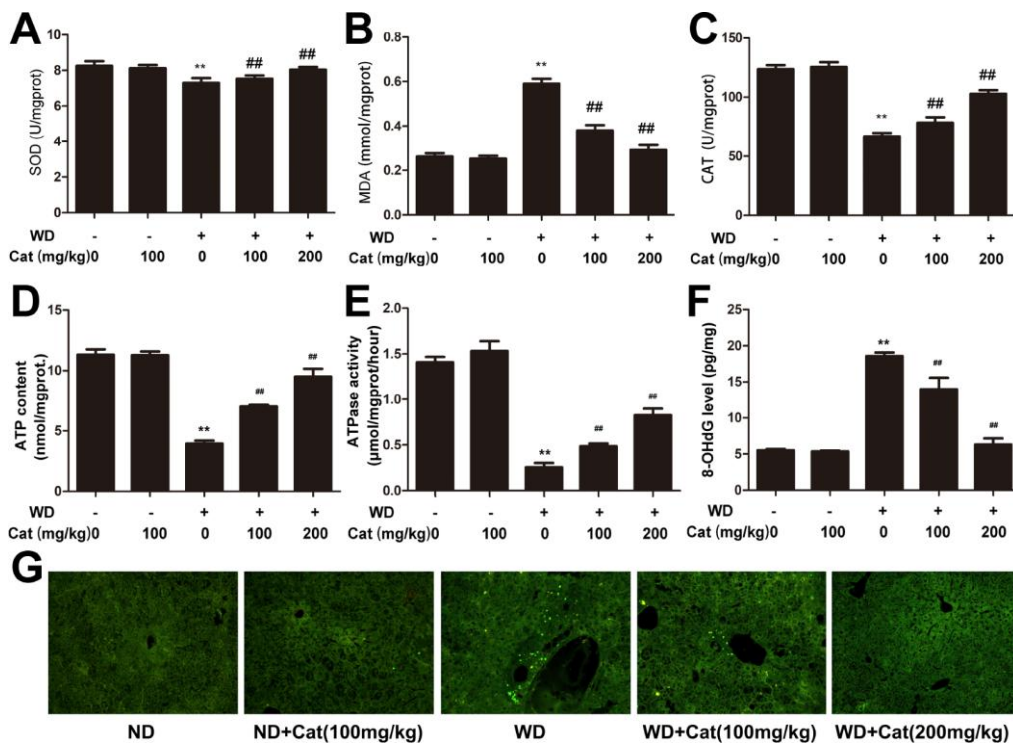 A
SOD (U/mgprot)
10
8
6
4
2
0
**
##
##
WD - - + + +
Cat (mg/kg)0 100 0 100 200
B
MDA (mmol/mgprot)
0.8
0.6
0.4
0.2
0.0
**
##
##
WD - - + + +
Cat (mg/kg)0 100 0 100 200
C
CAT (U/mgprot)
150
100
50
0
**
##
##
WD - - + + +
Cat (mg/kg)0 100 0 100 200
D
ATP content
(nmol/mgprot.)
15
10
5
0
**
##
##
WD - - + + +
Cat (mg/kg)0 100 0 100 200
E
ATPase activity
(μmol/mgprot/hour)
2.0
1.5
1.0
0.5
0.0
**
##
##
WD - - + + +
Cat (mg/kg)0 100 0 100 200
F
8-OHdG level (pg/mg)
25
20
15
10
5
0
**
##
##
WD - - + + +
Cat (mg/kg)0 100 0 100 200
G
ND
ND+Cat(100mg/kg)
WD
WD+Cat(100mg/kg)
WD+Cat(200mg/kg)